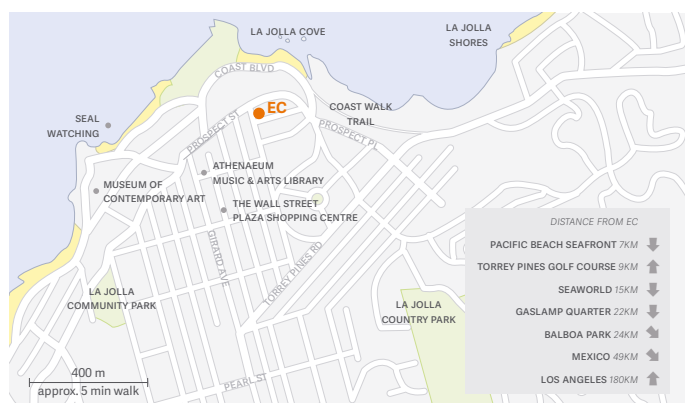 LA JOLLA COVE
LA JOLLA
SHORES
COAST BLVD
EC
COAST WALK
TRAIL
SEAL
WATCHING
PROSPECT ST
PROSPECT PL
ATHENAEUM
MUSIC & ARTS LIBRARY
MUSEUM OF
CONTEMPORARY ART
THE WALL STREET
PLAZA SHOPPING CENTRE
GIRARD AVE
TORREY PINES RD
LA JOLLA
COMMUNITY PARK
LA JOLLA
COUNTRY PARK
PEARL ST
400 m
approx. 5 min walk
DISTANCE FROM EC
PACIFIC BEACH SEAFRONT 7KM
TORREY PINES GOLF COURSE 9KM
SEAWORLD 15KM
GASLAMP QUARTER 22KM
BALBOA PARK 24KM
MEXICO 49KM
LOS ANGELES 180KM